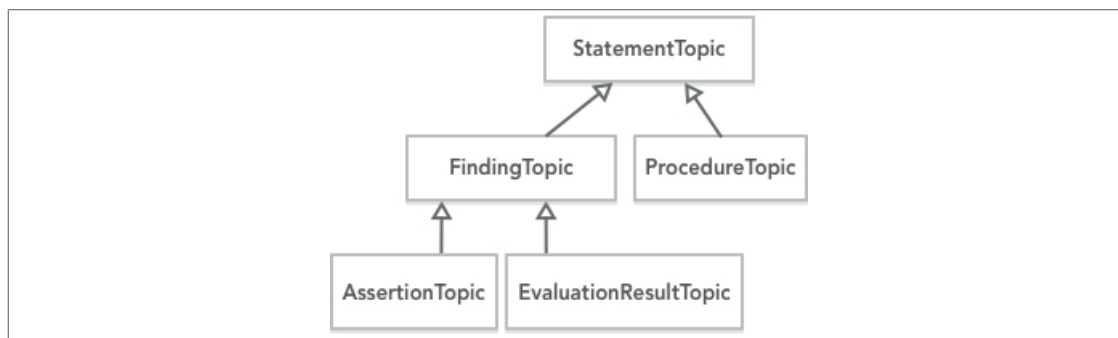 StatementTopic
FindingTopic
ProcedureTopic
AssertionTopic
EvaluationResultTopic